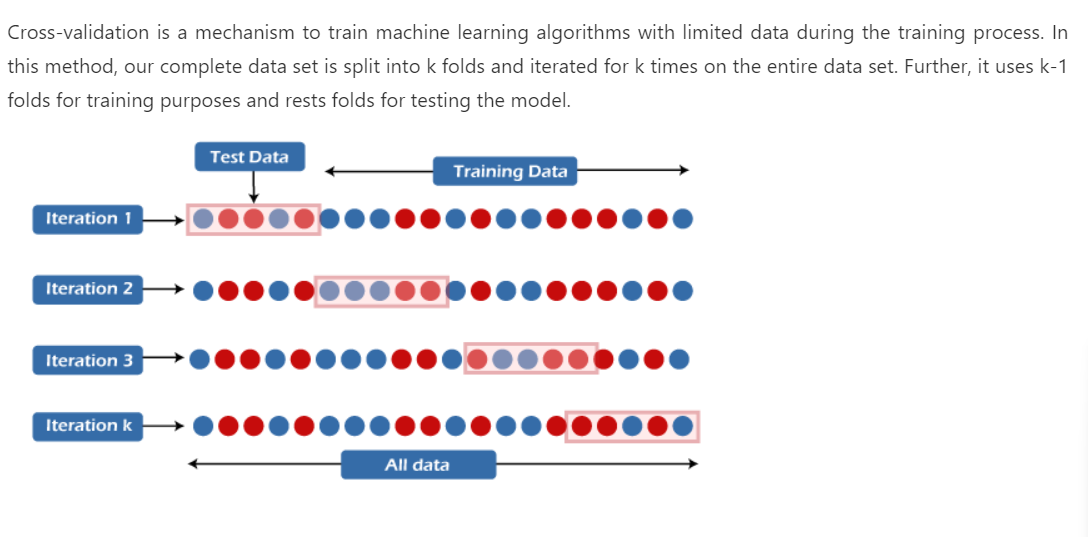 Cross-validation is a mechanism to train machine learning algorithms with limited data during the training process. In
this method, our complete data set is split into k folds and iterated for k times on the entire data set. Further, it uses k-1
folds for training purposes and rests folds for testing the model.
Test Data
Training Data
Iteration 1
Iteration 2
Iteration 3
Iteration k
All data